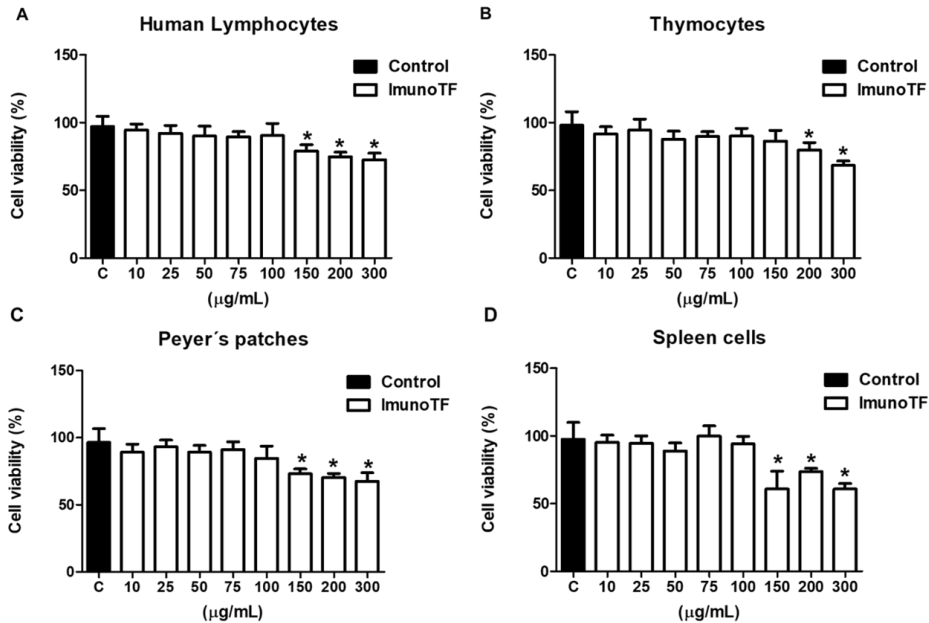 A
Human Lymphocytes
150
100
50
0
Cell viability (%)
Control
ImunoTF
* * *
C 10 25 50 75 100 150 200 300
(μg/mL)
B
Thymocytes
150
100
50
0
Cell viability (%)
Control
ImunoTF
* *
C 10 25 50 75 100 150 200 300
(μg/mL)
C
Peyer´s patches
150
100
50
0
Cell viability (%)
Control
ImunoTF
* * *
C 10 25 50 75 100 150 200 300
(μg/mL)
D
Spleen cells
150
100
50
0
Cell viability (%)
Control
ImunoTF
* * *
C 10 25 50 75 100 150 200 300
(μg/mL)